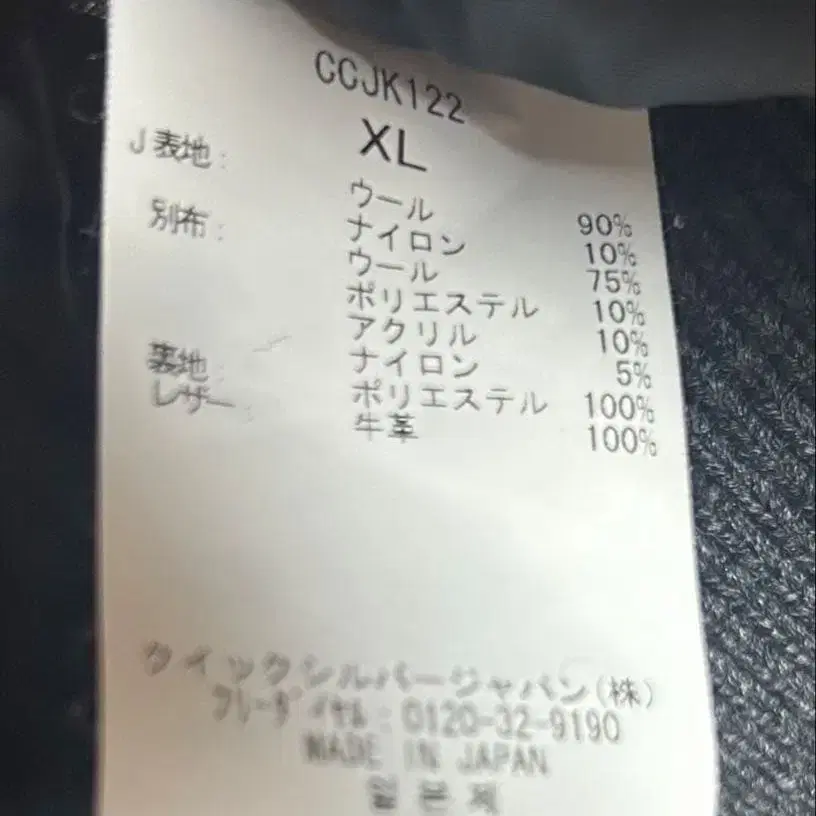 CCJK122
XL
J表地: ウール 90%
ナイロン 10%
別布: ウール 75%
ポリエステル 10%
アクリル 10%
ナイロン 5%
裏地: ポリエステル 100%
レザー: 牛革 100%
クイックシルバージャパン(株)
フリーダイヤル:0120-32-9190
MADE IN JAPAN
일본제